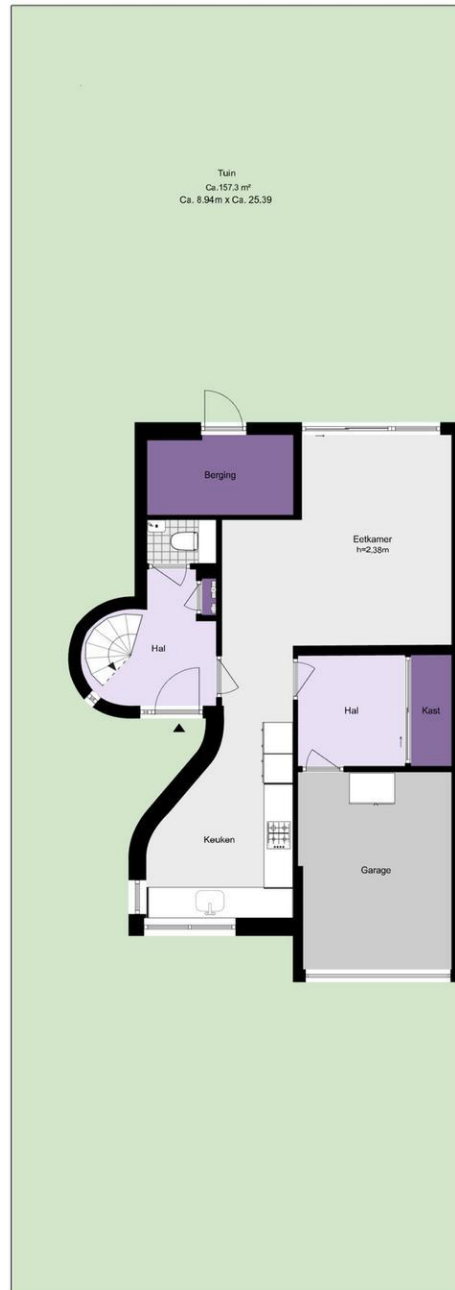 Tuin
Ca.157.3 m²
Ca. 8.94m x Ca. 25.39
Berging
Eetkamer
h=2,38m
Hal
Hal
Kast
Keuken
Garage